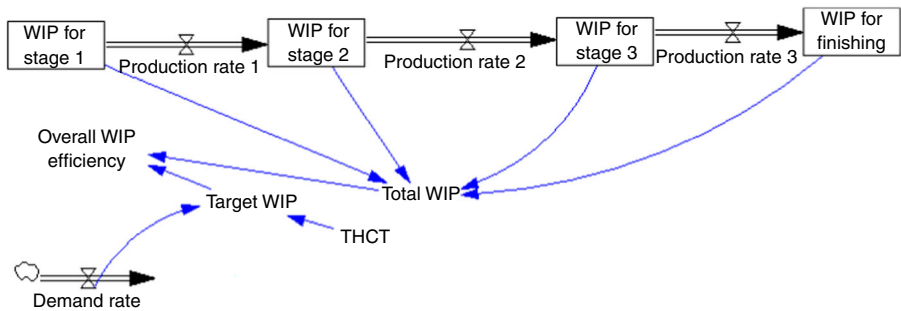 WIP for
stage 1
Production rate 1
WIP for
stage 2
Production rate 2
WIP for
stage 3
Production rate 3
WIP for
finishing
Overall WIP
efficiency
Target WIP
Total WIP
THCT
Demand rate